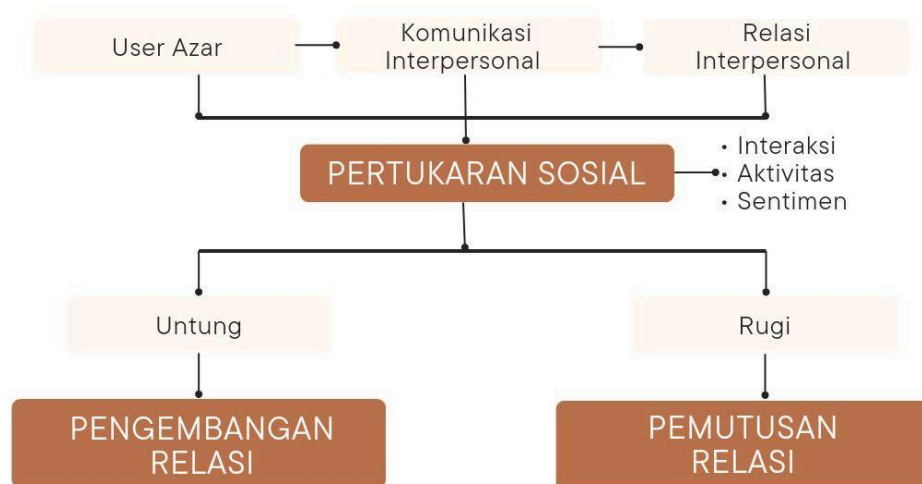 User Azar
Komunikasi
Interpersonal
Relasi
Interpersonal
PERTUKARAN SOSIAL
• Interaksi
• Aktivitas
• Sentimen
Untung
Rugi
PENGEMBANGAN
RELASI
PEMUTUSAN
RELASI